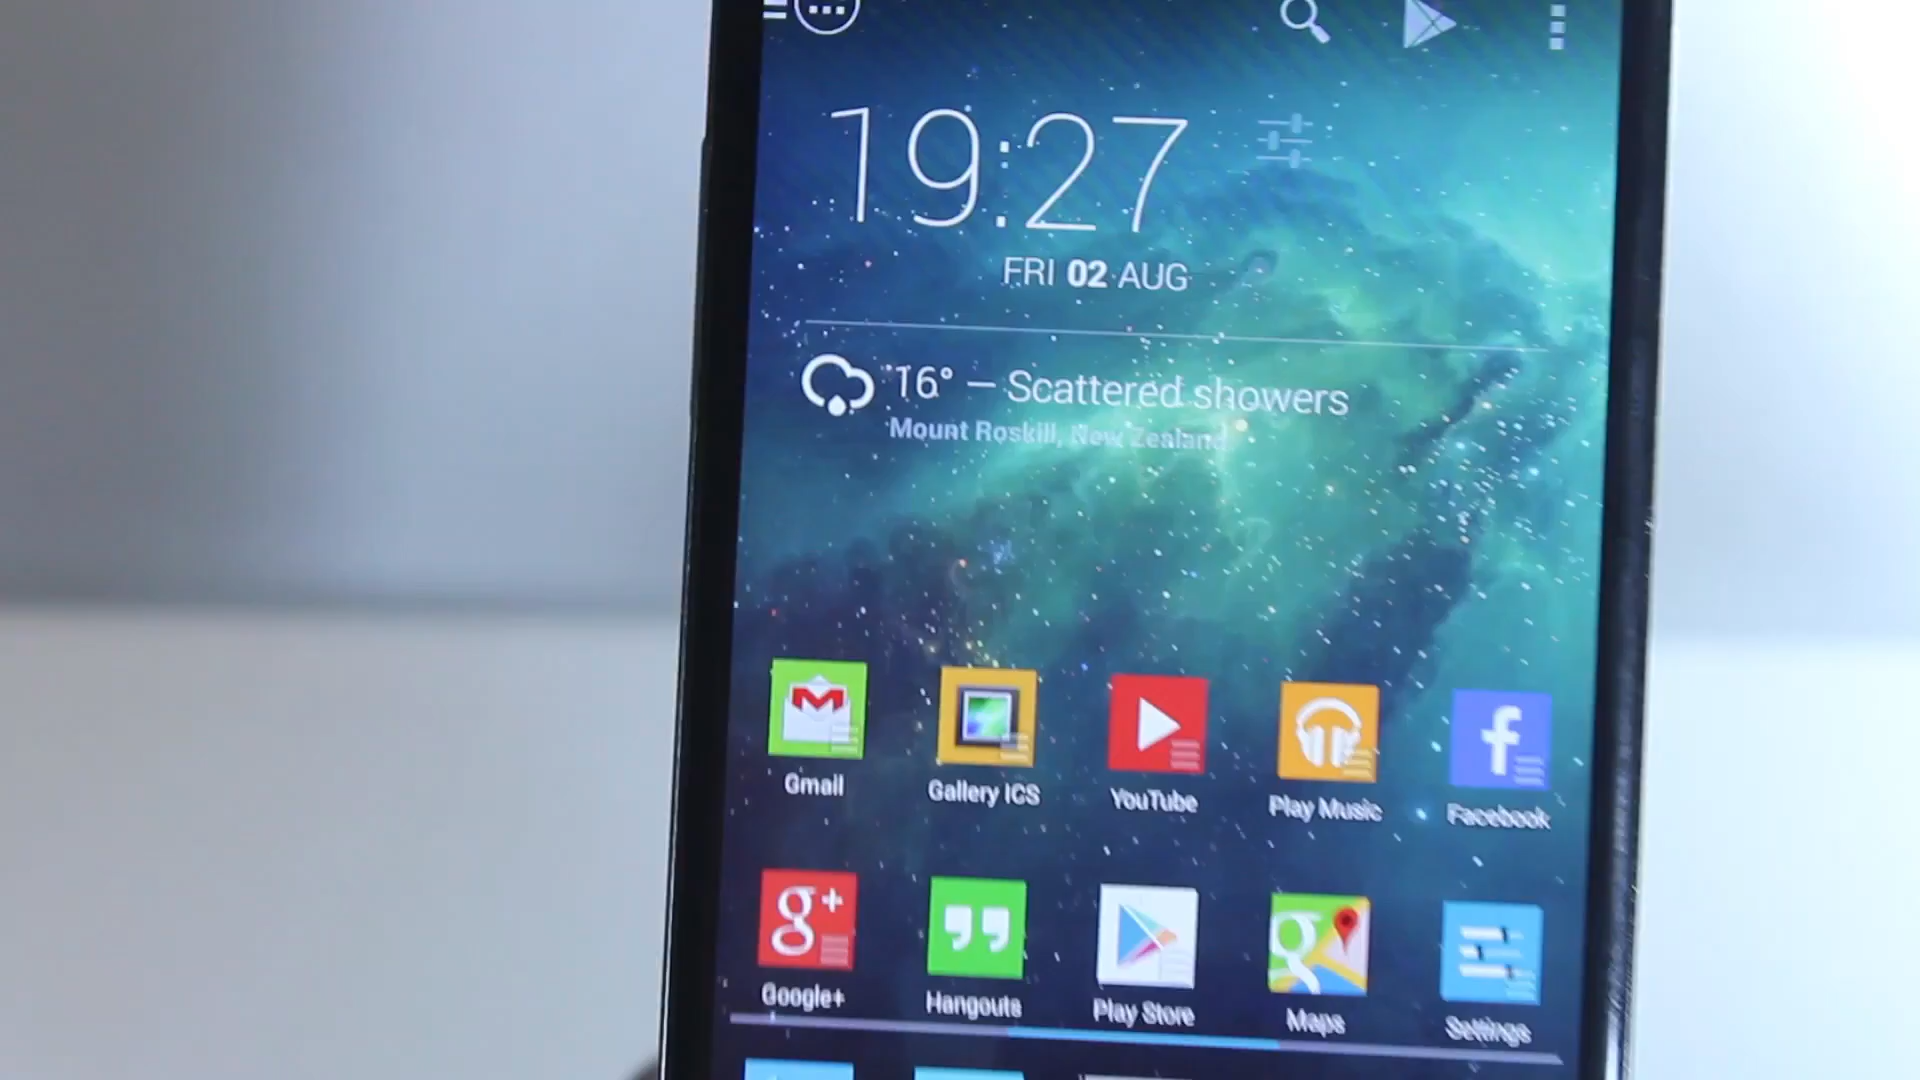 19:27
FRI 02 AUG
16° – Scattered showers
Mount Roskill, New Zealand
Gmail
Gallery ICS
YouTube
Play Music
Facebook
Google+
Hangouts
Play Store
Maps
Settings